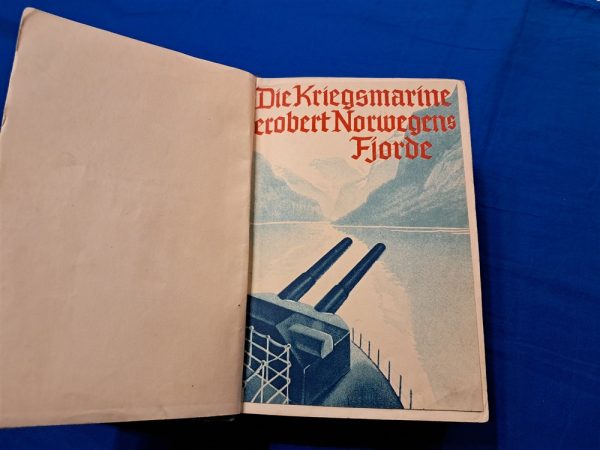 Die Kriegsmarine
erobert Norwegens
Fjorde